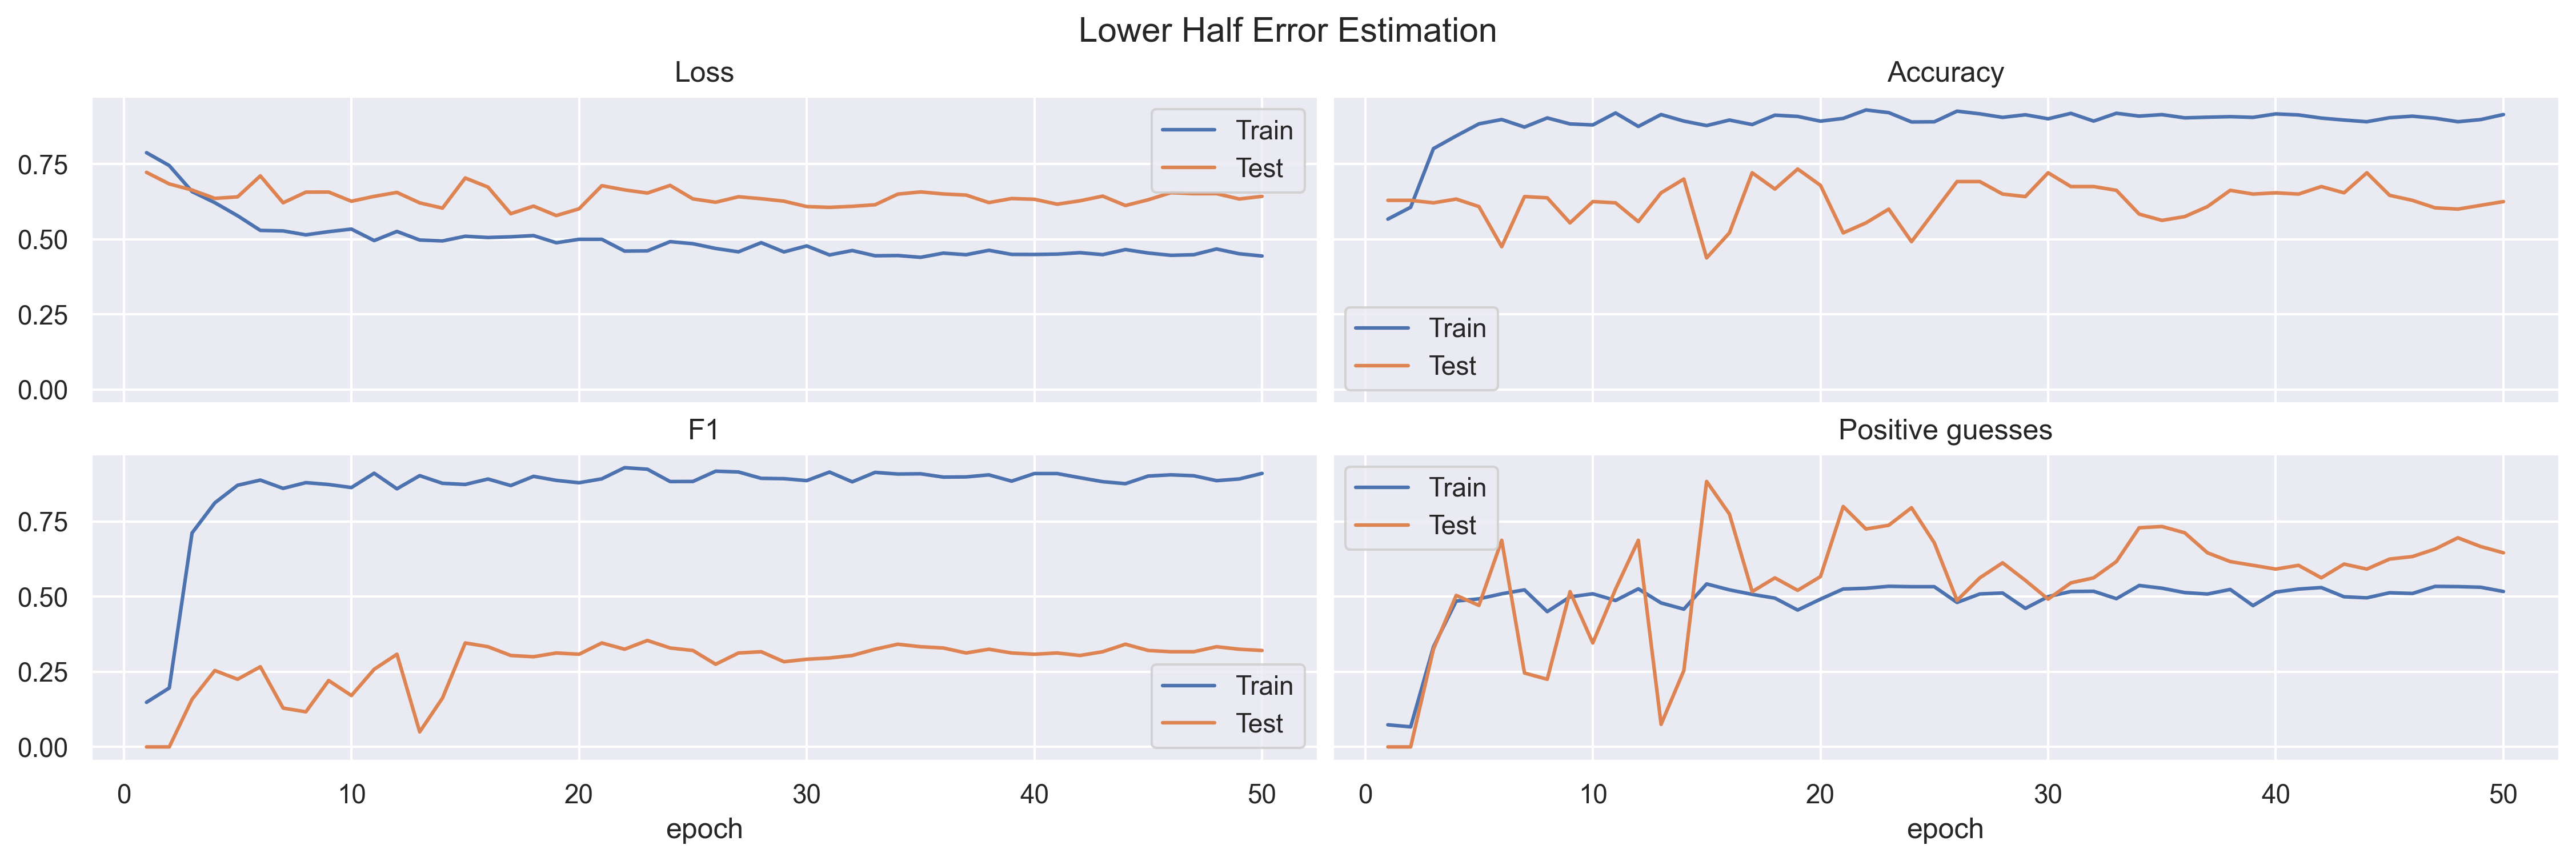 Lower Half Error Estimation
Loss
Accuracy
Train
Test
0.75
0.50
0.25
0.00
Train
Test
F1
Positive guesses
Train
Test
0.75
0.50
0.25
0.00
Train
Test
0 10 20 30 40 50
0 10 20 30 40 50
epoch
epoch